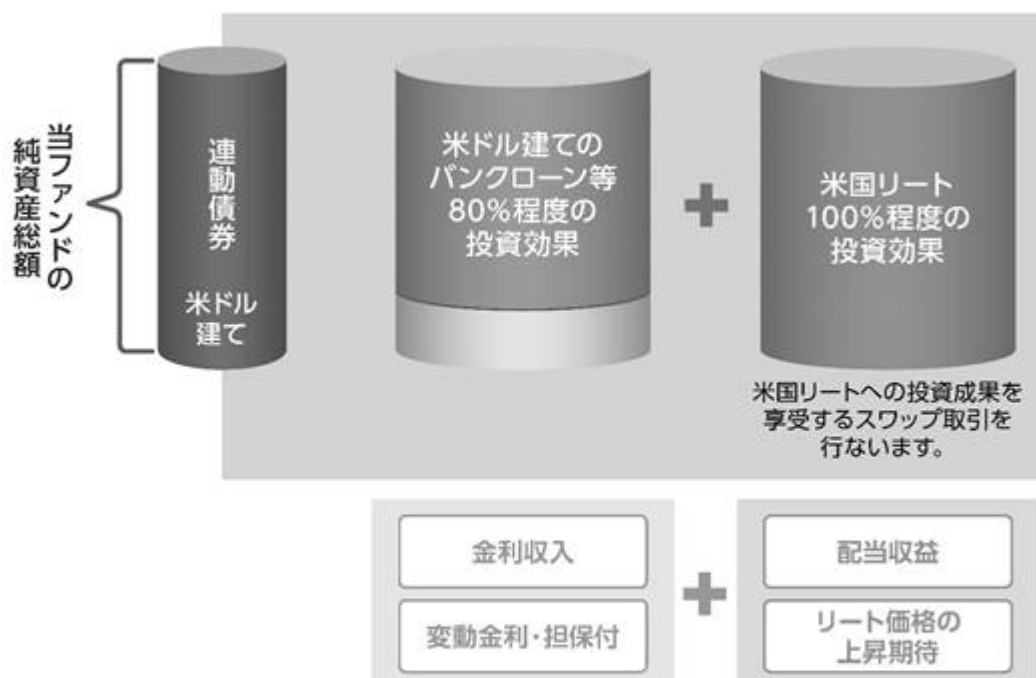 当ファンドの
純資産総額
連動債券
米ドル
建て
米ドル建ての
バンクローン等
80%程度の
投資効果
+
米国リート
100%程度の
投資効果
米国リートへの投資成果を
享受するスワップ取引を
行ないます。
金利収入
変動金利・担保付
+
配当収益
リート価格の
上昇期待